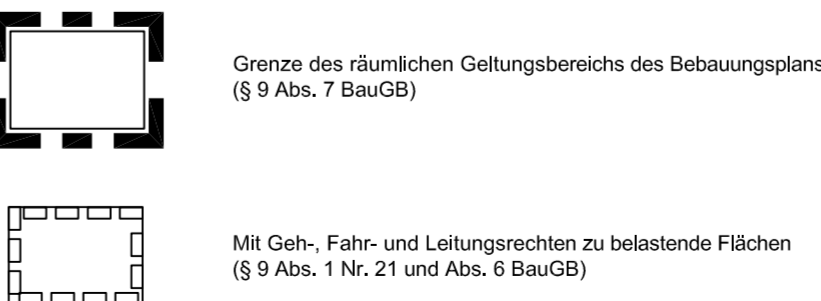 Grenze des räumlichen Geltungsbereichs des Bebauungsplans
(§ 9 Abs. 7 BauGB)
Mit Geh-, Fahr- und Leitungsrechten zu belastende Flächen
(§ 9 Abs. 1 Nr. 21 und Abs. 6 BauGB)